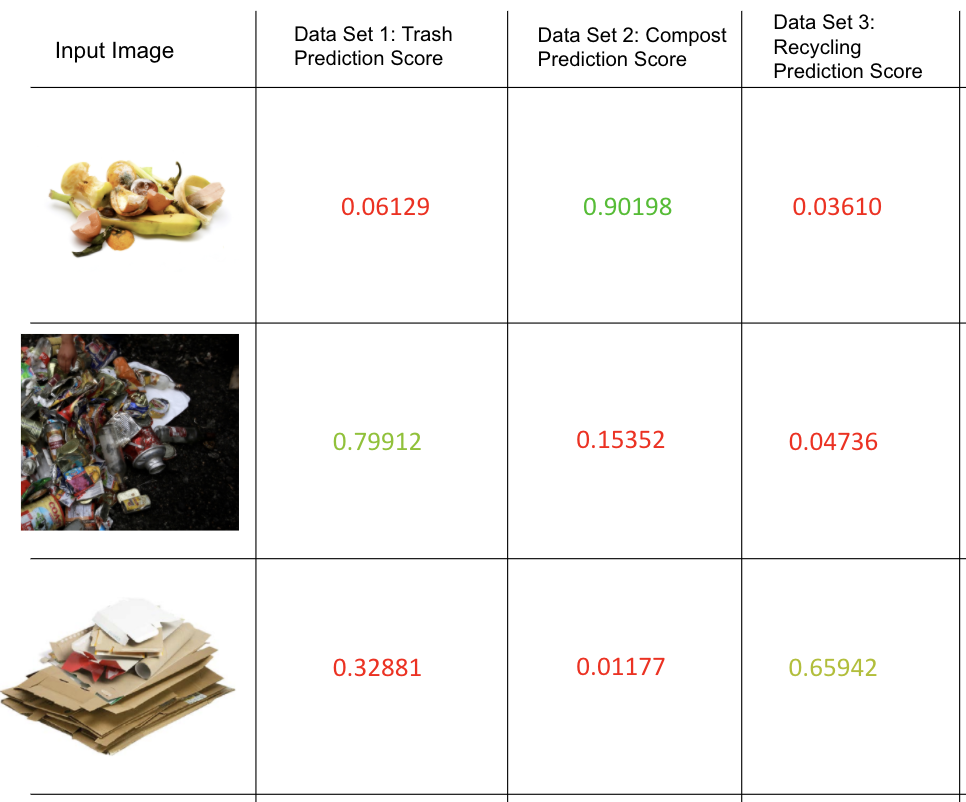 Input Image
Data Set 1: Trash
Prediction Score
Data Set 2: Compost
Prediction Score
Data Set 3:
Recycling
Prediction Score
0.06129
0.90198
0.03610
0.79912
0.15352
0.04736
0.32881
0.01177
0.65942